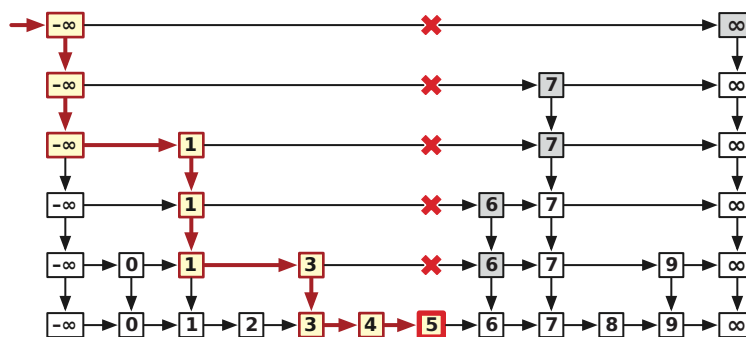 -∞ ∞
-∞ 7 ∞
-∞ 1 7 ∞
-∞ 1 6 7 ∞
-∞ 0 1 3 6 7 9 ∞
-∞ 0 1 2 3 4 5 6 7 8 9 ∞